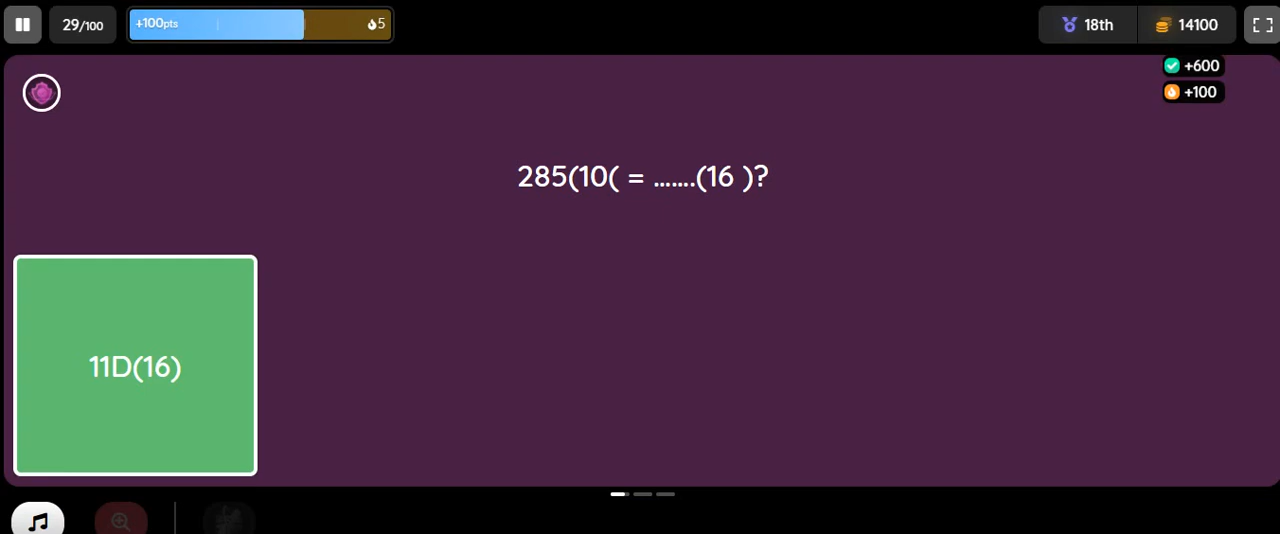 29/100
+100pts
5
18th
14100
+600
+100
285(10( = .......(16 )?
11D(16)